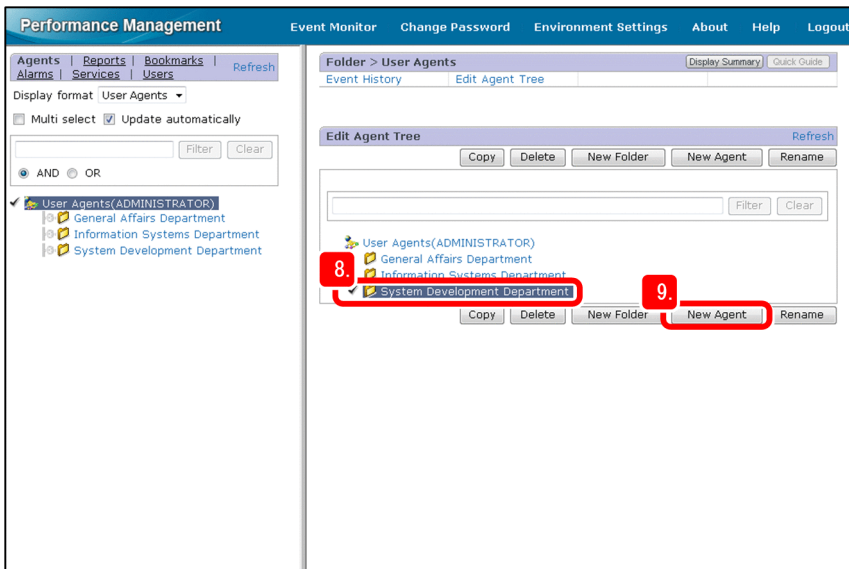 Performance Management
Event Monitor Change Password Environment Settings About Help Logout
Agents | Reports | Bookmarks |
Alarms | Services | Users
Refresh
Display format User Agents
Multi select Update automatically
Filter Clear
AND OR
User Agents(ADMINISTRATOR)
General Affairs Department
Information Systems Department
System Development Department
Folder > User Agents
Display Summary Quick Guide
Event History Edit Agent Tree
Edit Agent Tree Refresh
Copy Delete New Folder New Agent Rename
Filter Clear
User Agents(ADMINISTRATOR)
General Affairs Department
8.
Information Systems Department
System Development Department
9.
Copy Delete New Folder New Agent Rename